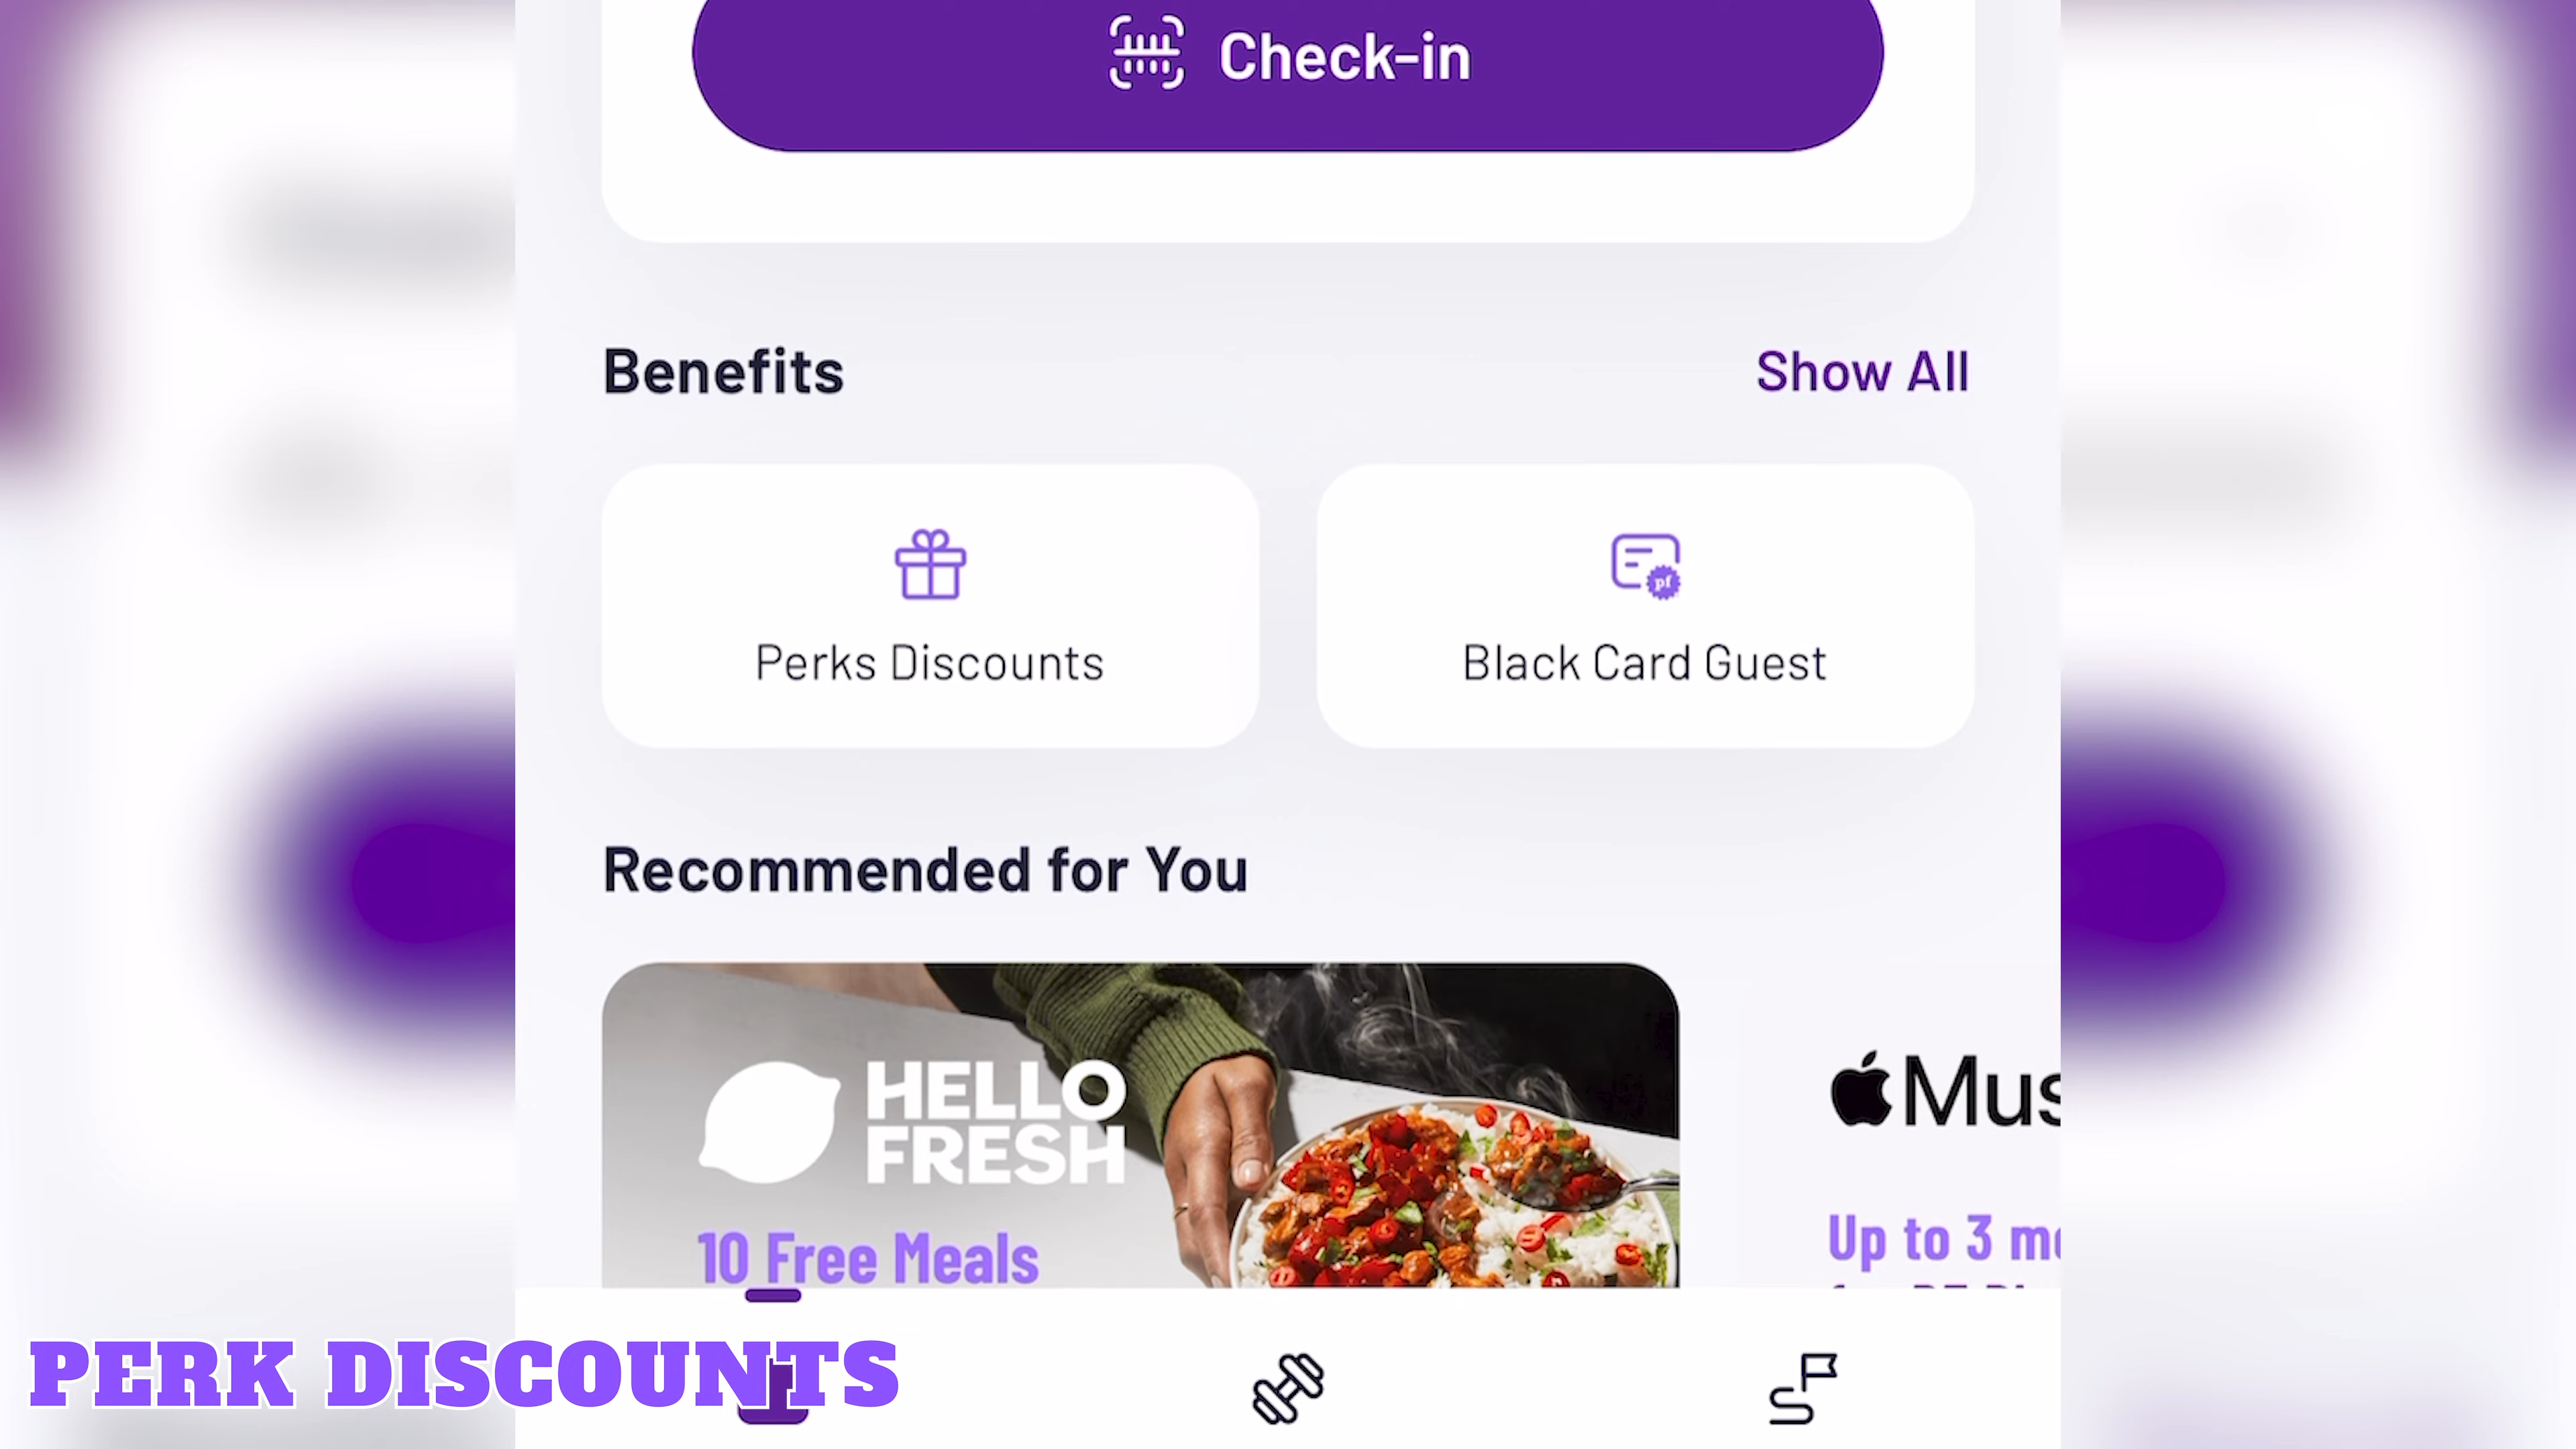 Check-in
Benefits
Show All
pf
Perks Discounts
Black Card Guest
Recommended for You
HELLO
FRESH
10 Free Meals
Mus
Up to 3 m
PERK DISCOUNTS